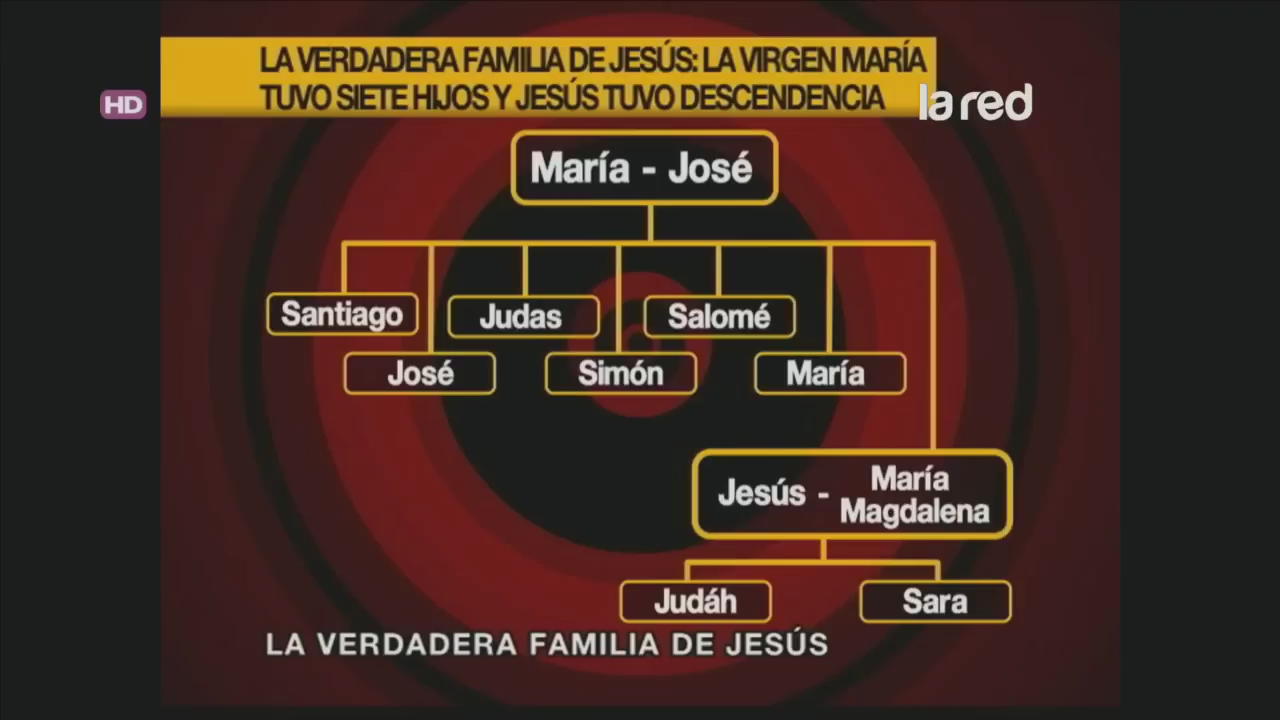 LA VERDADERA FAMILIA DE JESÚS: LA VIRGEN MARÍA
TUVO SIETE HIJOS Y JESÚS TUVO DESCENDENCIA
HD
la red
María - José
Santiago
Judas
Salomé
José
Simón
María
Jesús - María
Magdalena
Judáh
Sara
LA VERDADERA FAMILIA DE JESÚS